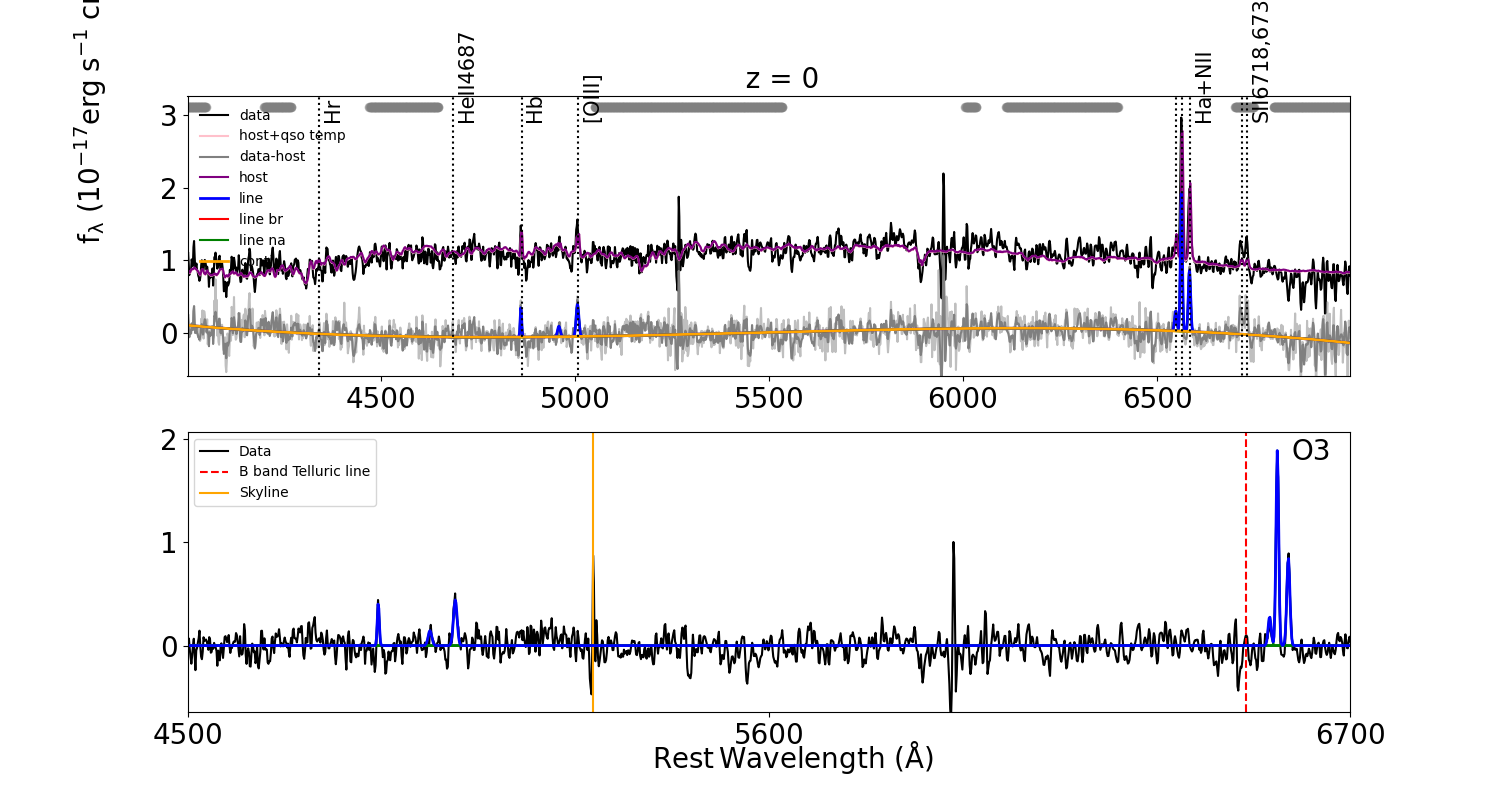 z = 0
f_λ (10^{-17}erg s^{-1}
Hr
HeII4687
Hb
[OIII]
Ha+NII
SII6718,673
3
2
1
0
data
host+qso temp
data-host
host
line
line br
line na
4500
5000
5500
6000
6500
2
1
0
Data
B band Telluric line
Skyline
O3
4500
5600
6700
Rest Wavelength (Å)